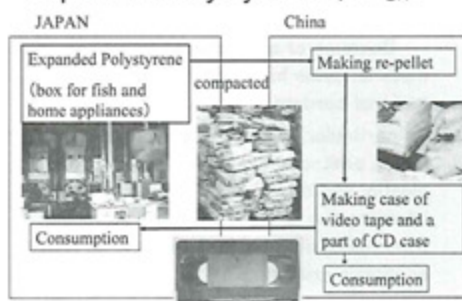 JAPAN
China
Expanded Polystyrene
(box for fish and
home appliances)
compacted
Making re-pellet
Making case of
video tape and a
part of CD case
Consumption
Consumption